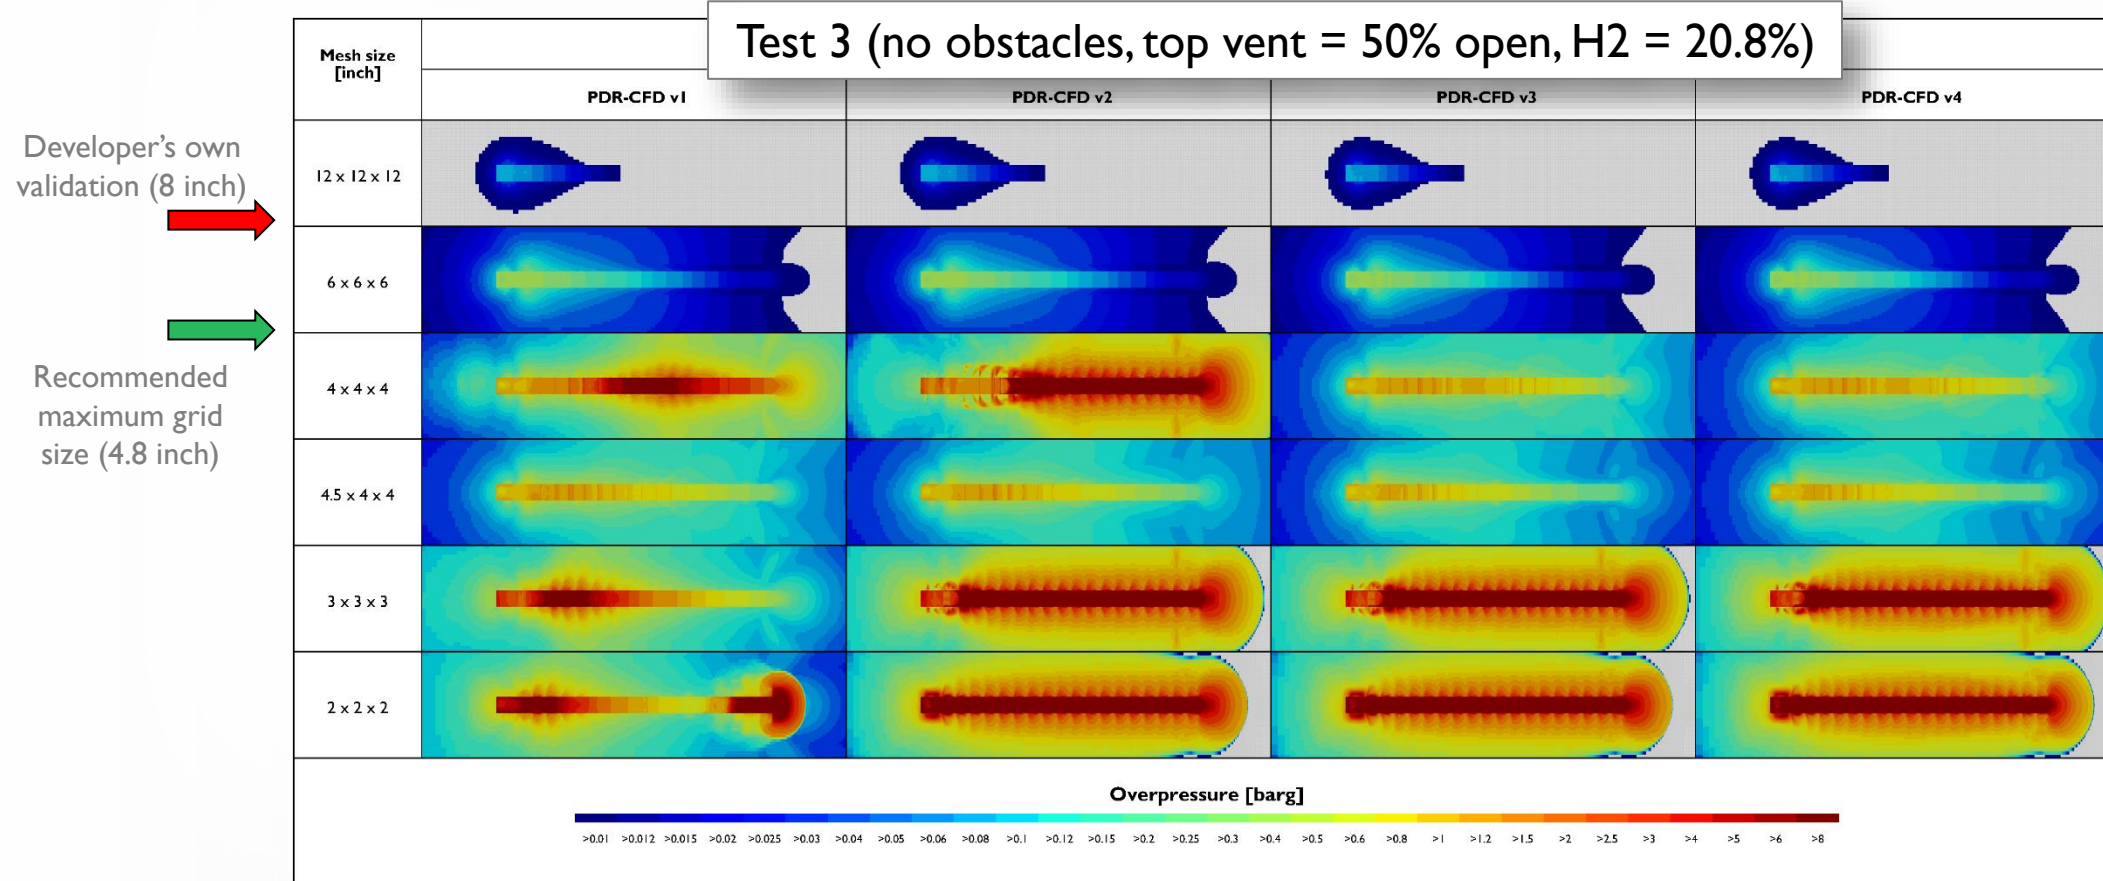 Test 3 (no obstacles, top vent = 50% open, H2 = 20.8%)
Mesh size
[inch]
PDR-CFD v1
PDR-CFD v2
PDR-CFD v3
PDR-CFD v4
Developer's own
validation (8 inch)
12 x 12 x 12
6 x 6 x 6
Recommended
maximum grid
size (4.8 inch)
4 x 4 x 4
4.5 x 4 x 4
3 x 3 x 3
2 x 2 x 2
Overpressure [barg]
>0.01 >0.012 >0.015 >0.02 >0.025 >0.03 >0.04 >0.05 >0.06 >0.08 >0.1 >0.12 >0.15 >0.2 >0.25 >0.3 >0.4 >0.5 >0.6 >0.8 >1 >1.2 >1.5 >2 >2.5 >3 >4 >5 >6 >8